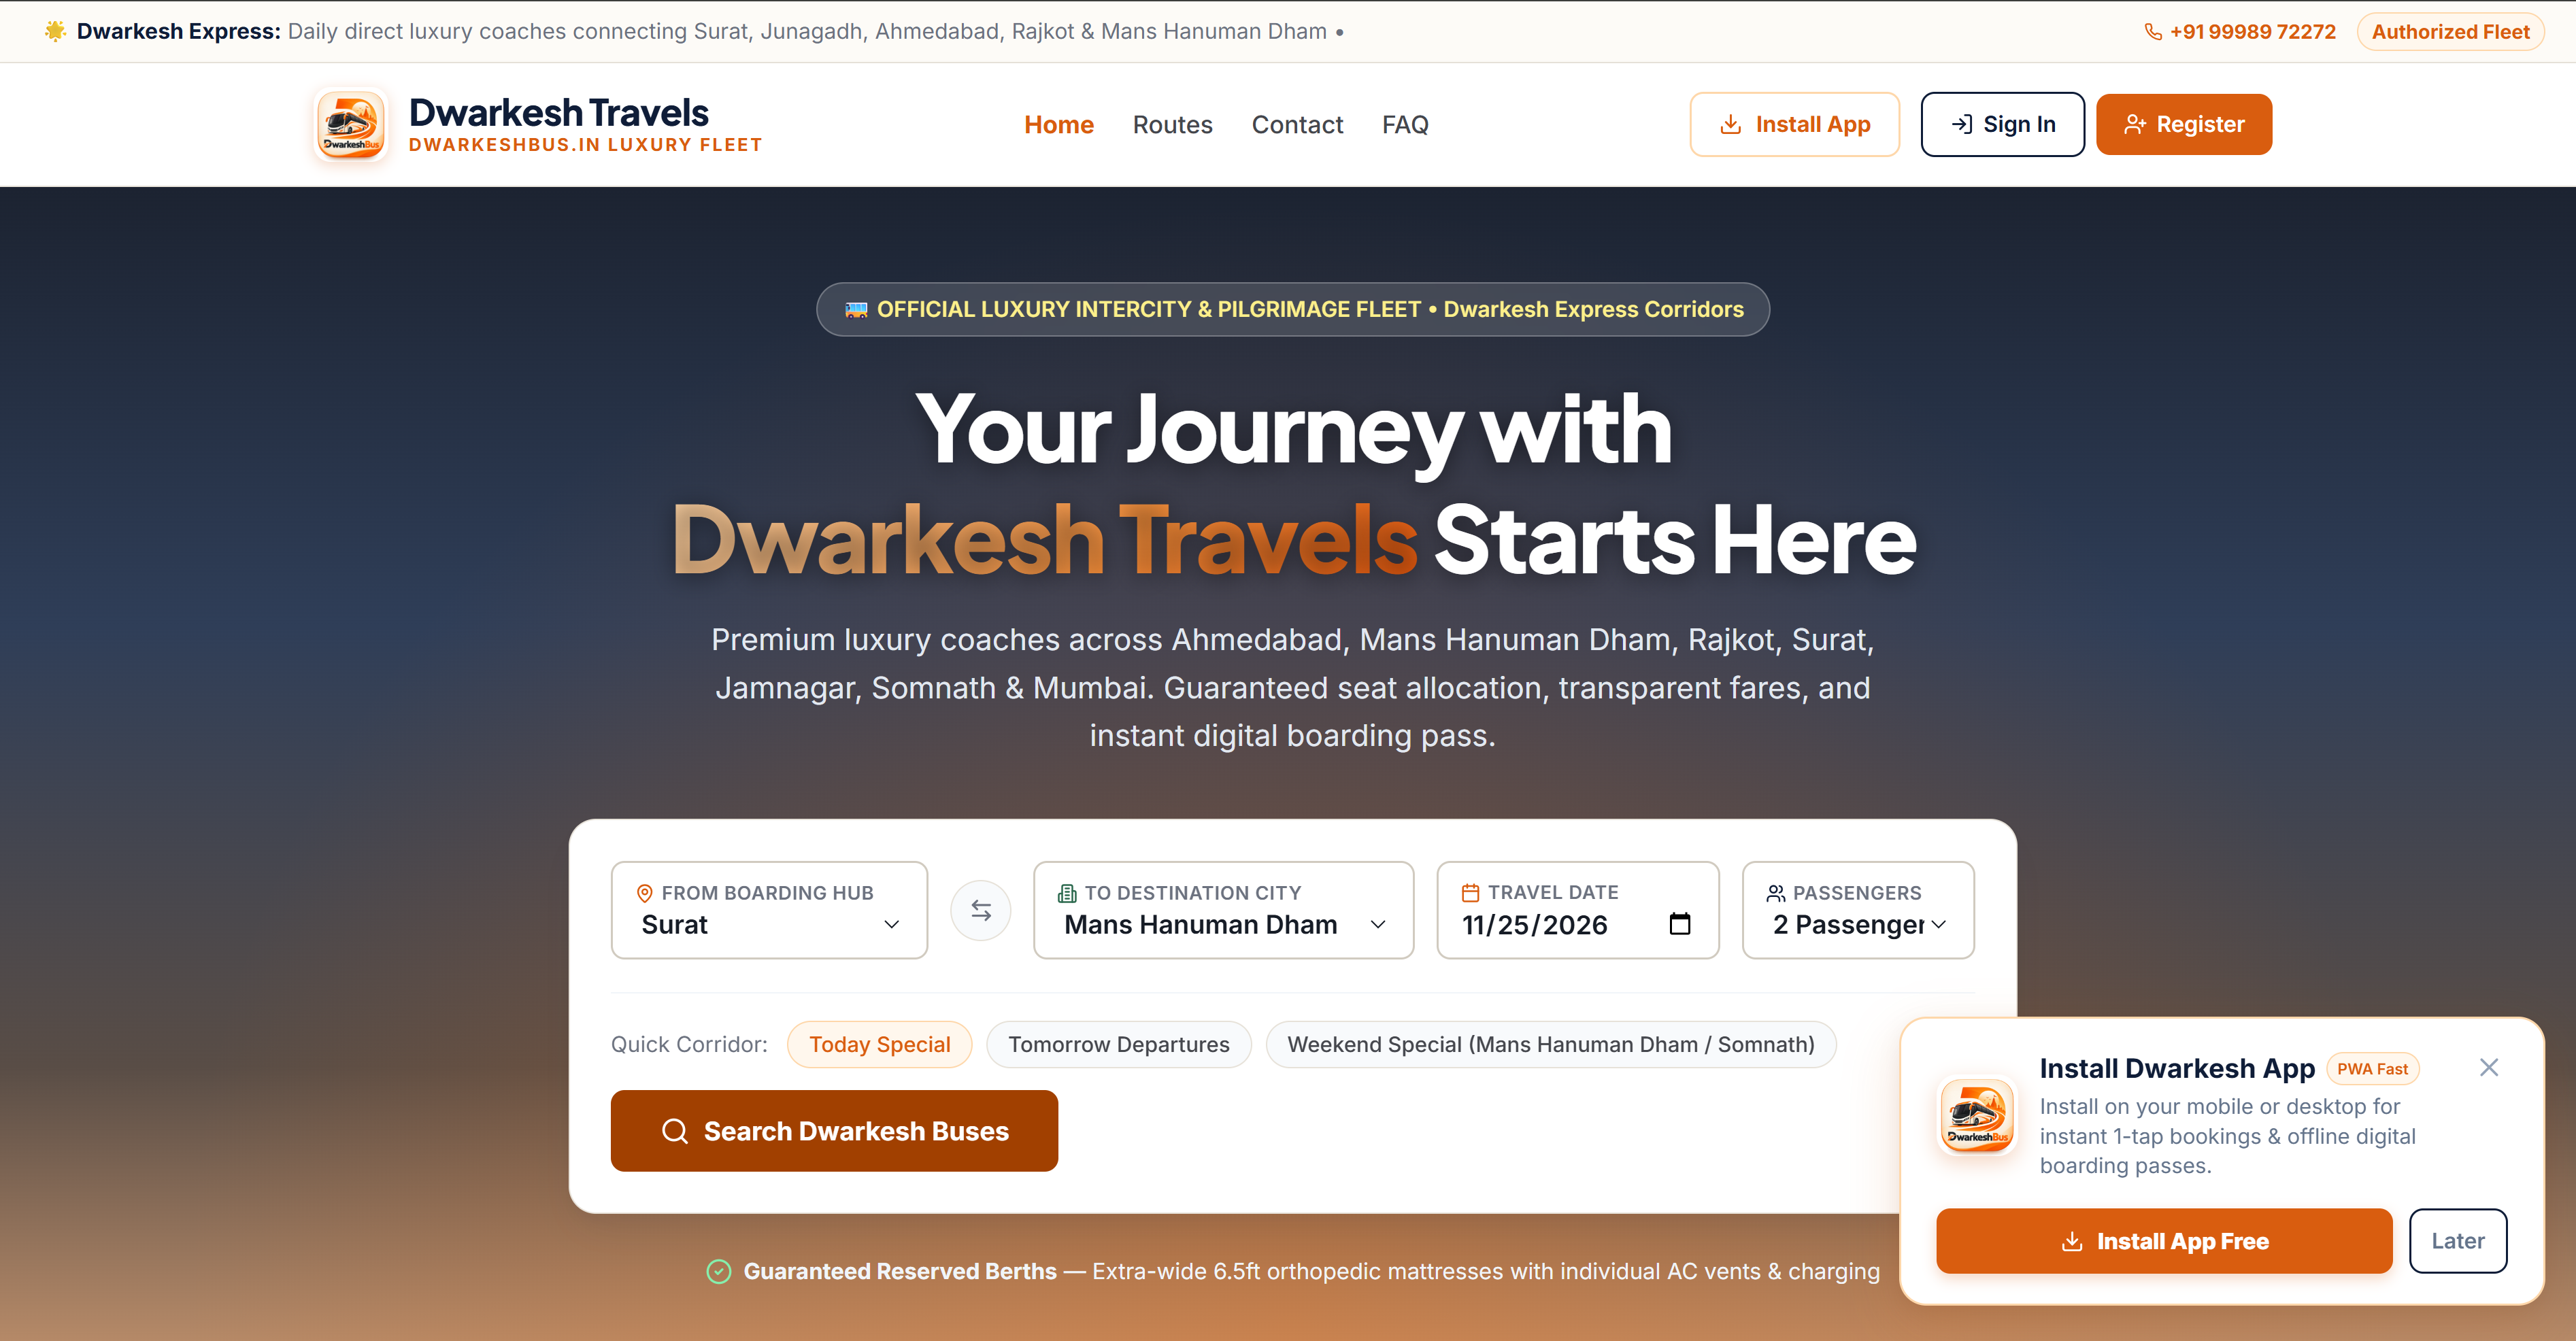 🌟 Dwarkesh Express: Daily direct luxury coaches connecting Surat, Junagadh, Ahmedabad, Rajkot & Mans Hanuman Dham •
+91 99989 72272
Authorized Fleet
DwarkeshBus
Dwarkesh Travels
DWARKESHBUS.IN LUXURY FLEET
Home
Routes
Contact
FAQ
Install App
Sign In
Register
🚌 OFFICIAL LUXURY INTERCITY & PILGRIMAGE FLEET • Dwarkesh Express Corridors
Your Journey with
Dwarkesh Travels Starts Here
Premium luxury coaches across Ahmedabad, Mans Hanuman Dham, Rajkot, Surat,
Jamnagar, Somnath & Mumbai. Guaranteed seat allocation, transparent fares, and
instant digital boarding pass.
FROM BOARDING HUB
Surat
TO DESTINATION CITY
Mans Hanuman Dham
TRAVEL DATE
11/25/2026
PASSENGERS
2 Passenger
Quick Corridor:
Today Special
Tomorrow Departures
Weekend Special (Mans Hanuman Dham / Somnath)
Search Dwarkesh Buses
Guaranteed Reserved Berths — Extra-wide 6.5ft orthopedic mattresses with individual AC vents & charging
DwarkeshBus
Install Dwarkesh App
PWA Fast
Install on your mobile or desktop for
instant 1-tap bookings & offline digital
boarding passes.
Install App Free
Later